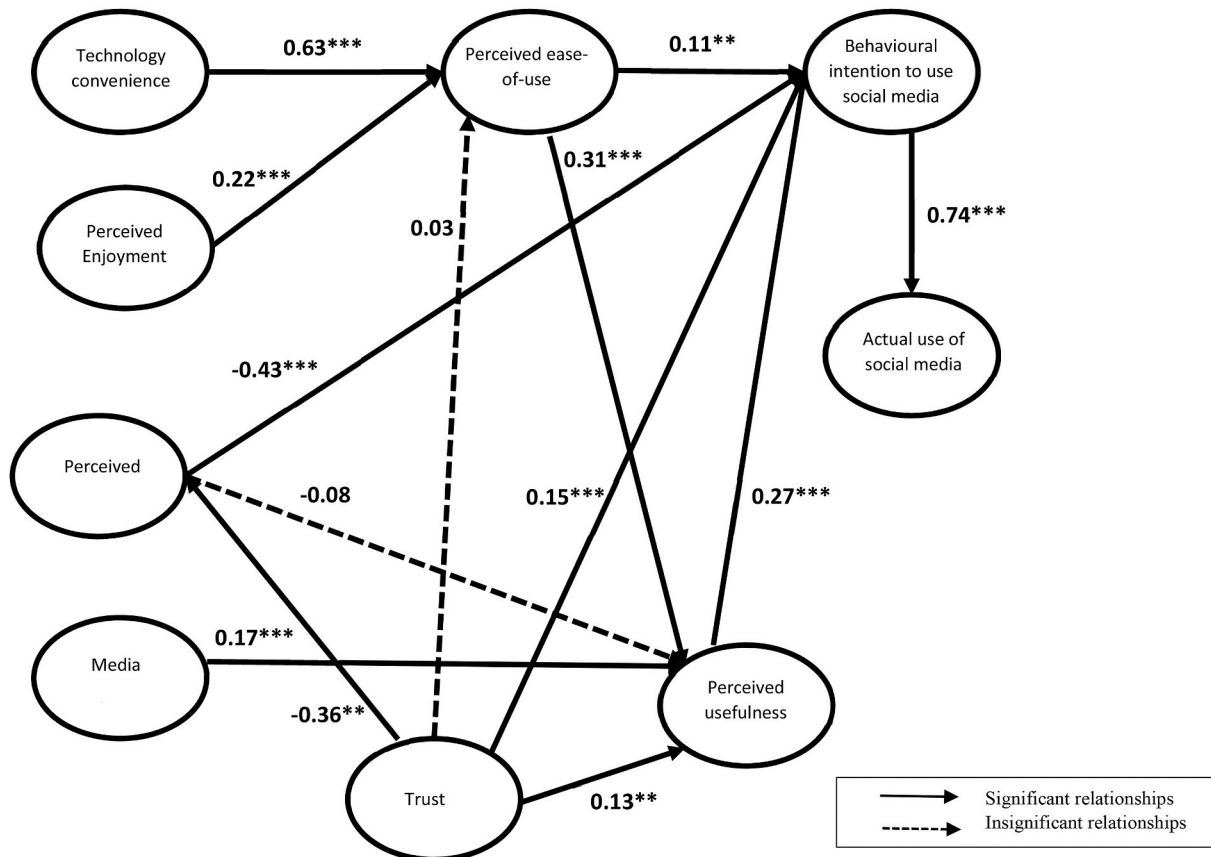 Technology
convenience
0.63***
Perceived ease-
of-use
0.11**
Behavioural
intention to use
social media
0.22***
0.31***
Perceived
Enjoyment
0.03
0.74***
Actual use of
social media
-0.43***
Perceived
-0.08
0.15***
0.27***
Media
0.17***
Perceived
usefulness
-0.36**
Trust
0.13**
Significant relationships
Insignificant relationships